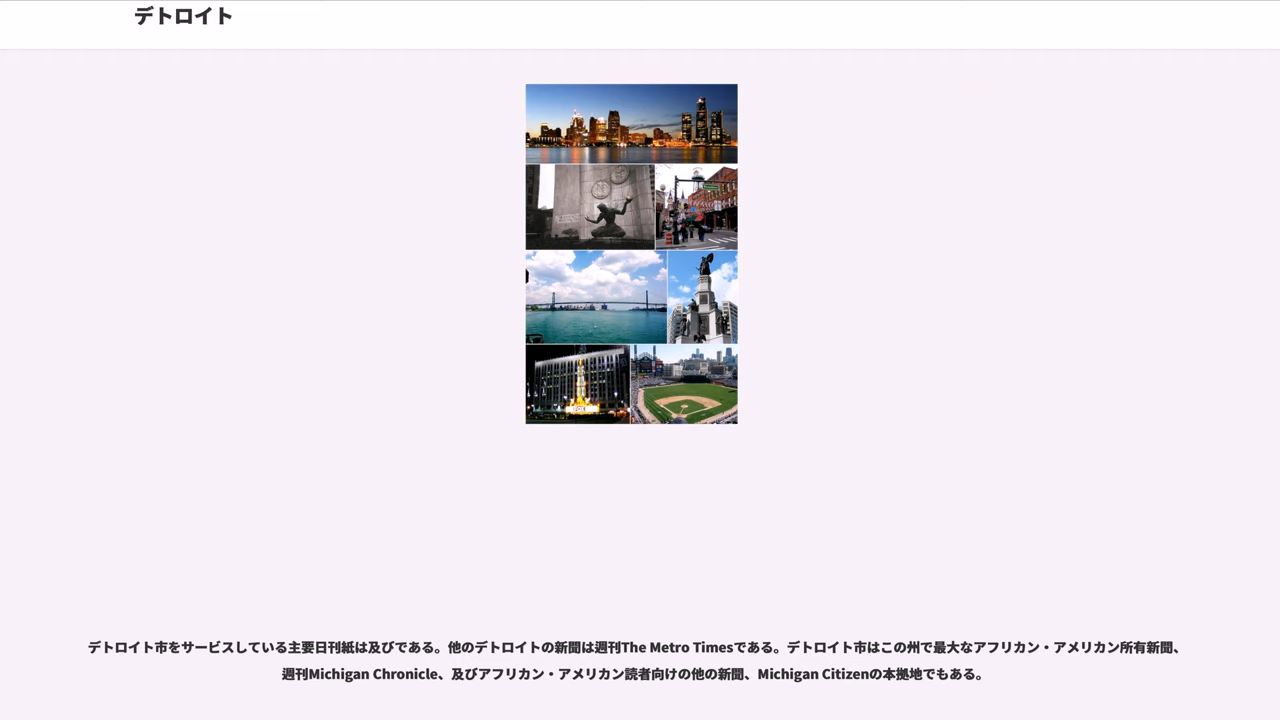 デトロイト
デトロイト市をサービスしている主要日刊紙は及びである。他のデトロイトの新聞は週刊The Metro Timesである。デトロイト市はこの州で最大なアフリカン・アメリカン所有新聞、
週刊Michigan Chronicle、及びアフリカン・アメリカン読者向けの他の新聞、Michigan Citizenの本拠地でもある。